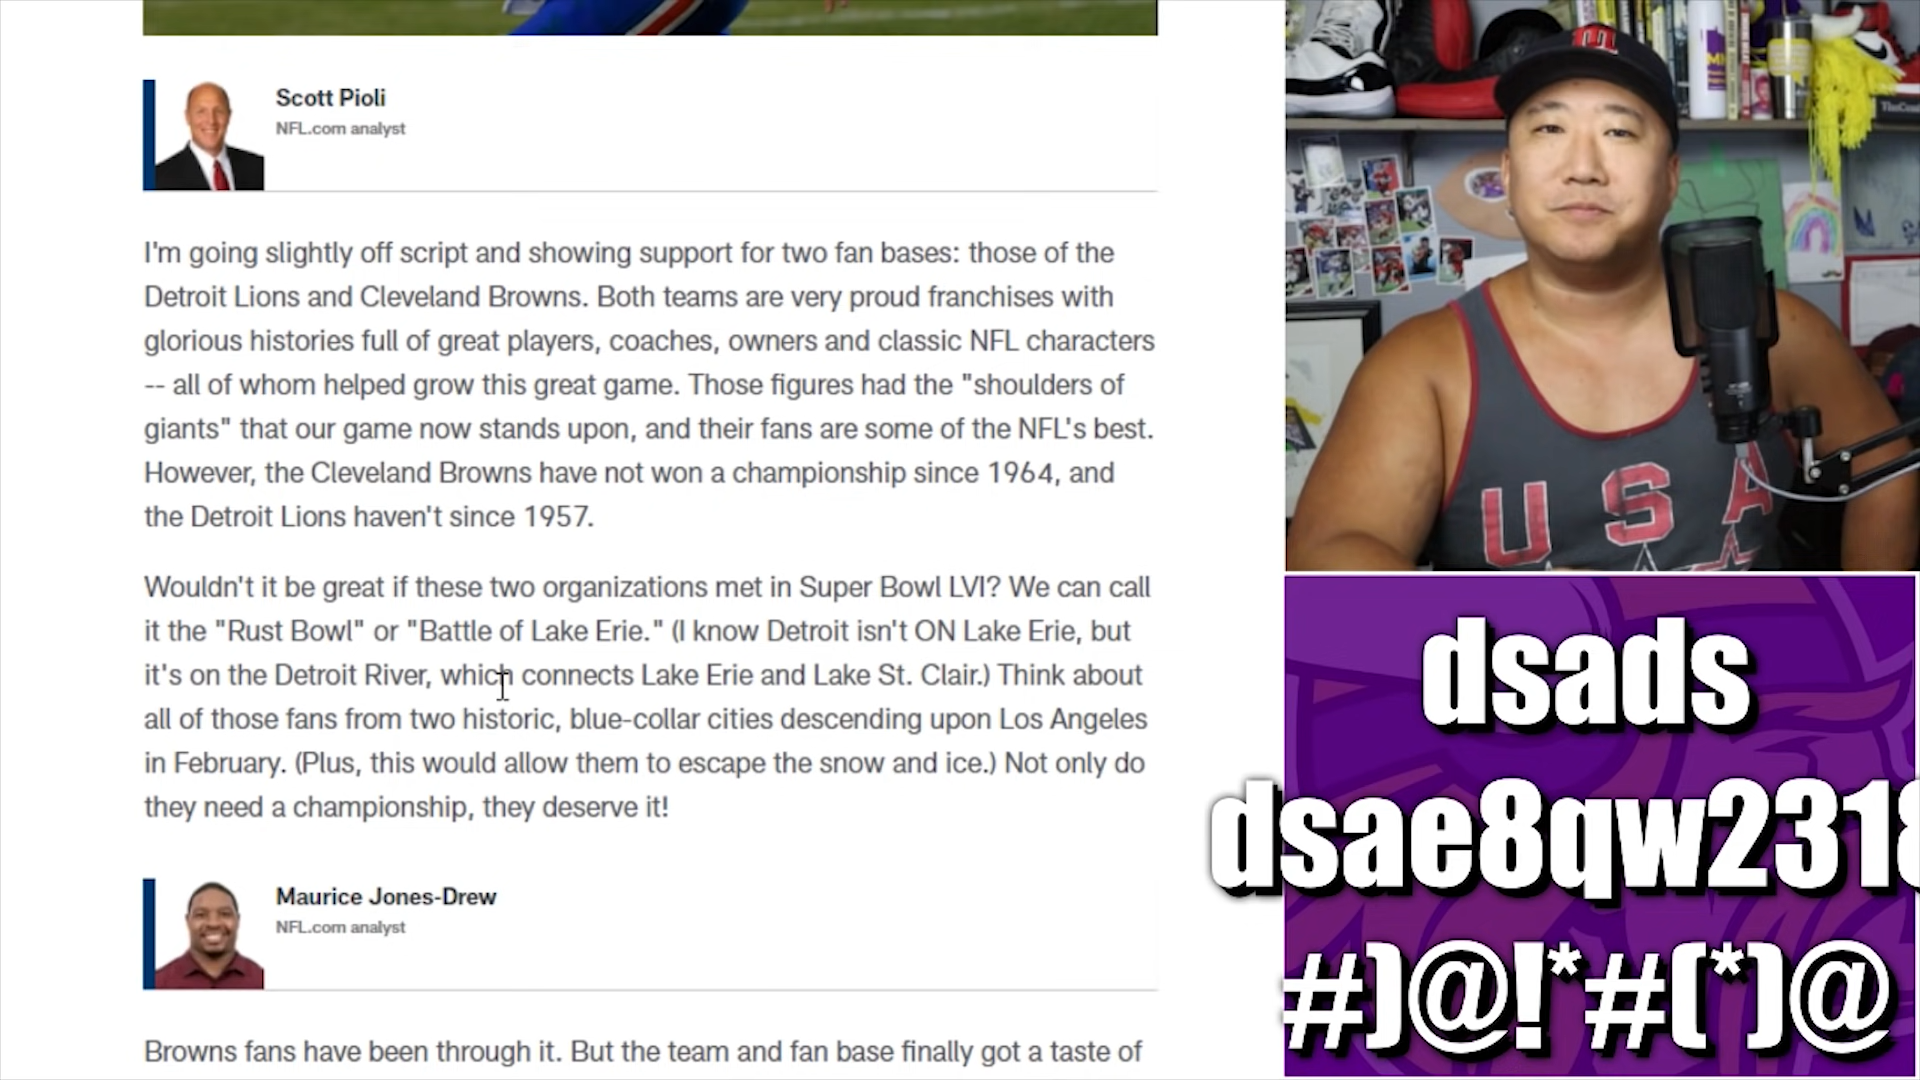 Scott Pioli
NFL.com analyst
I'm going slightly off script and showing support for two fan bases: those of the
Detroit Lions and Cleveland Browns. Both teams are very proud franchises with
glorious histories full of great players, coaches, owners and classic NFL characters
-- all of whom helped grow this great game. Those figures had the "shoulders of
giants" that our game now stands upon, and their fans are some of the NFL's best.
However, the Cleveland Browns have not won a championship since 1964, and
the Detroit Lions haven't since 1957.
Wouldn't it be great if these two organizations met in Super Bowl LVI? We can call
it the "Rust Bowl" or "Battle of Lake Erie." (I know Detroit isn't ON Lake Erie, but
it's on the Detroit River, which connects Lake Erie and Lake St. Clair.) Think about
all of those fans from two historic, blue-collar cities descending upon Los Angeles
in February. (Plus, this would allow them to escape the snow and ice.) Not only do
they need a championship, they deserve it!
Maurice Jones-Drew
NFL.com analyst
Browns fans have been through it. But the team and fan base finally got a taste of
USA
dsads
dsae8qw2318
#)@!*#(*)@